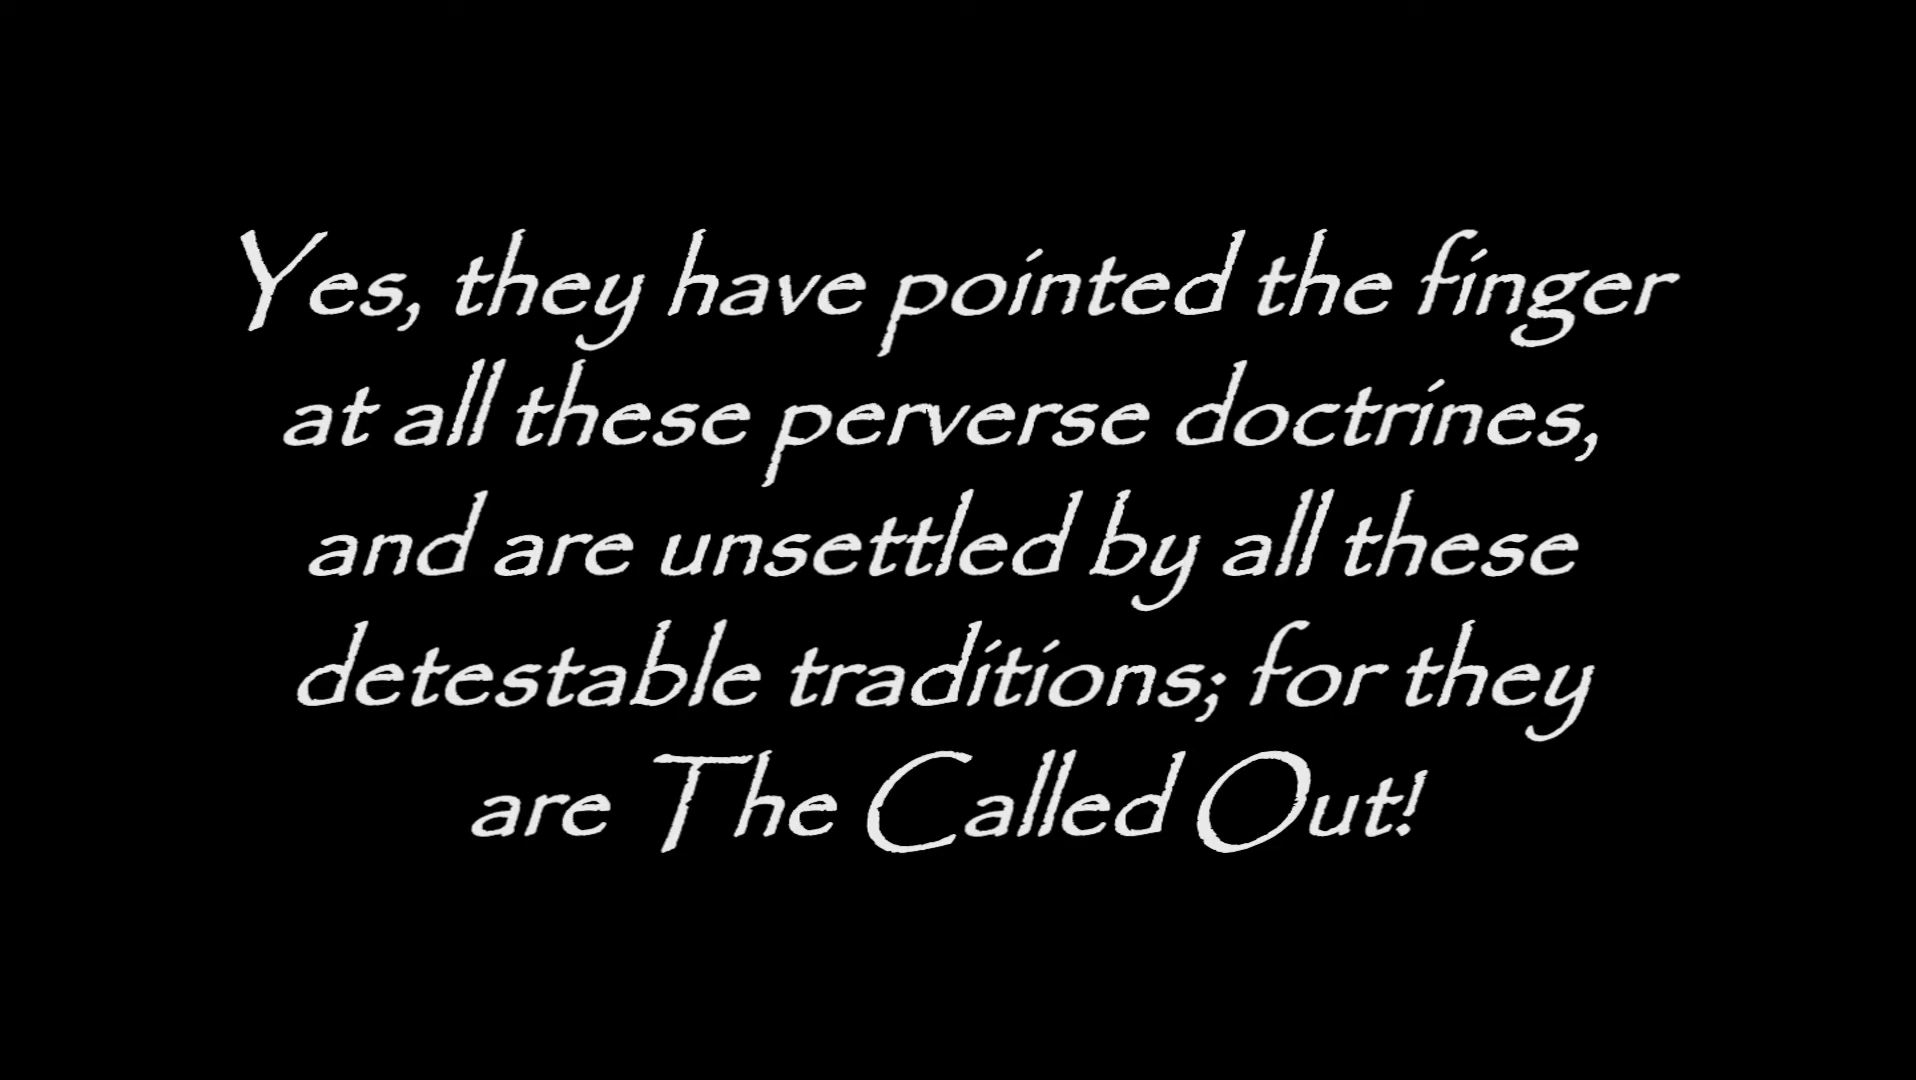 Yes, they have pointed the finger
at all these perverse doctrines,
and are unsettled by all these
detestable traditions; for they
are The Called Out!